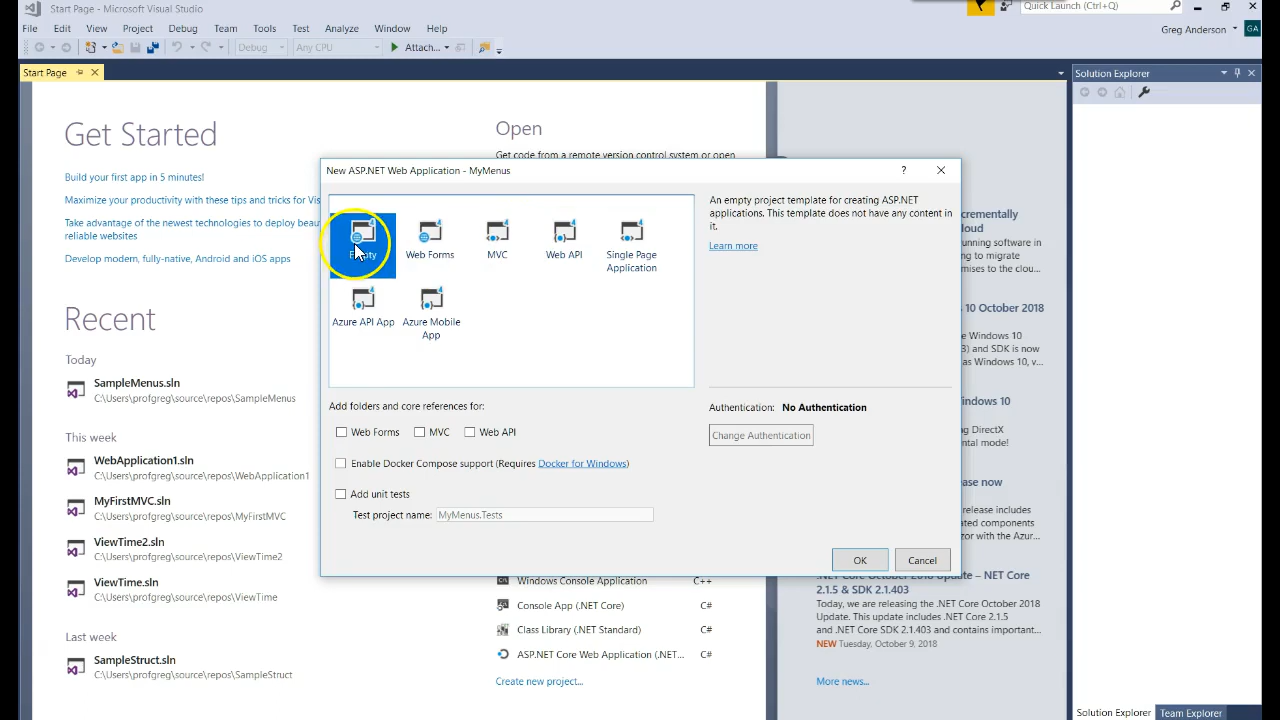 Start Page - Microsoft Visual Studio
Quick Launch (Ctrl+Q)
File Edit View Project Debug Team Tools Test Analyze Window Help
Greg Anderson
GA
Debug Any CPU Attach...
Start Page
Solution Explorer
Get Started
Build your first app in 5 minutes!
Maximize your productivity with these tips and tricks for Vis
Take advantage of the newest technologies to deploy beau
reliable websites
Develop modern, fully-native, Android and iOS apps
Recent
Today
SampleMenus.sln
C:\Users\profgreg\source\repos\SampleMenus
This week
WebApplication1.sln
C:\Users\profgreg\source\repos\WebApplication1
MyFirstMVC.sln
C:\Users\profgreg\source\repos\MyFirstMVC
ViewTime2.sln
C:\Users\profgreg\source\repos\ViewTime2
ViewTime.sln
C:\Users\profgreg\source\repos\ViewTime
Last week
SampleStruct.sln
C:\Users\profgreg\source\repos\SampleStruct
Open
Get code from a remote version control system or open
New ASP.NET Web Application - MyMenus
?
Empty
Web Forms
MVC
Web API
Single Page
Application
Azure API App
Azure Mobile
App
An empty project template for creating ASP.NET
applications. This template does not have any content in
it.
Learn more
Add folders and core references for:
Web Forms MVC Web API
Enable Docker Compose support (Requires Docker for Windows)
Add unit tests
Test project name: MyMenus.Tests
Authentication: No Authentication
Change Authentication
OK
Cancel
Windows Console Application C++
Console App (.NET Core) C#
Class Library (.NET Standard) C#
ASP.NET Core Web Application (.NET... C#
Create new project...
crementally
loud
unning software in
tes to migrate
s to the clou...
10 October 2018
e Windows 10
3) and SDK is now
as Windows 10, v...
ndows 10
ng DirectX
ental mode!
ease now
release includes
ated components
or with the Azur...
.NET Core October 2018 Update – .NET Core
2.1.5 & SDK 2.1.403
Today, we are releasing the .NET Core October 2018
Update. This update includes .NET Core 2.1.5
and .NET Core SDK 2.1.403 and contains important...
NEW Tuesday, October 9, 2018
More news...
Solution Explorer Team Explorer